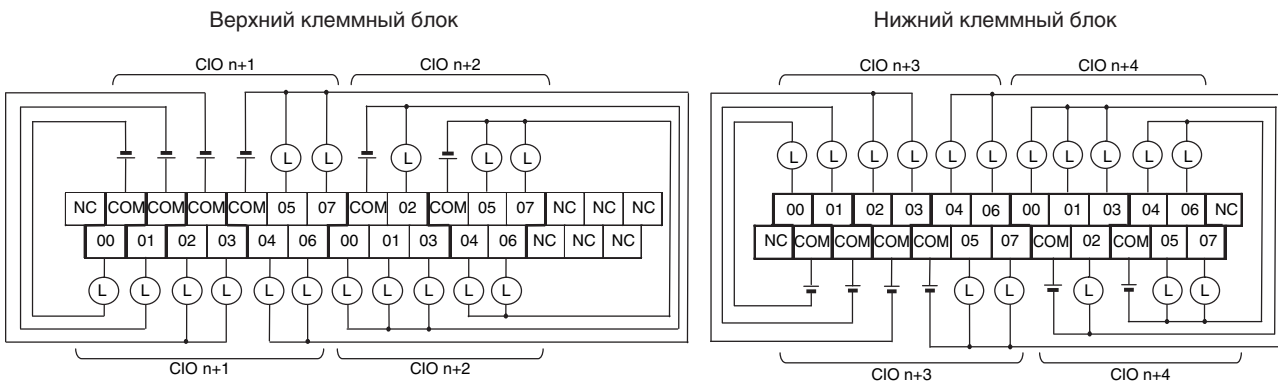 Верхний клеммный блок
Нижний клеммный блок
CIO n+1
CIO n+2
CIO n+3
CIO n+4
L L L L L
L L L L L L L L L L L
NC COM COM COM COM 05 07 COM 02 COM 05 07 NC NC NC
00 01 02 03 04 06 00 01 03 04 06 NC
00 01 02 03 04 06 00 01 03 04 06 NC NC NC
NC COM COM COM COM 05 07 COM 02 COM 05 07
L L L L L L L L L L L
L L L L L
CIO n+1
CIO n+2
CIO n+3
CIO n+4